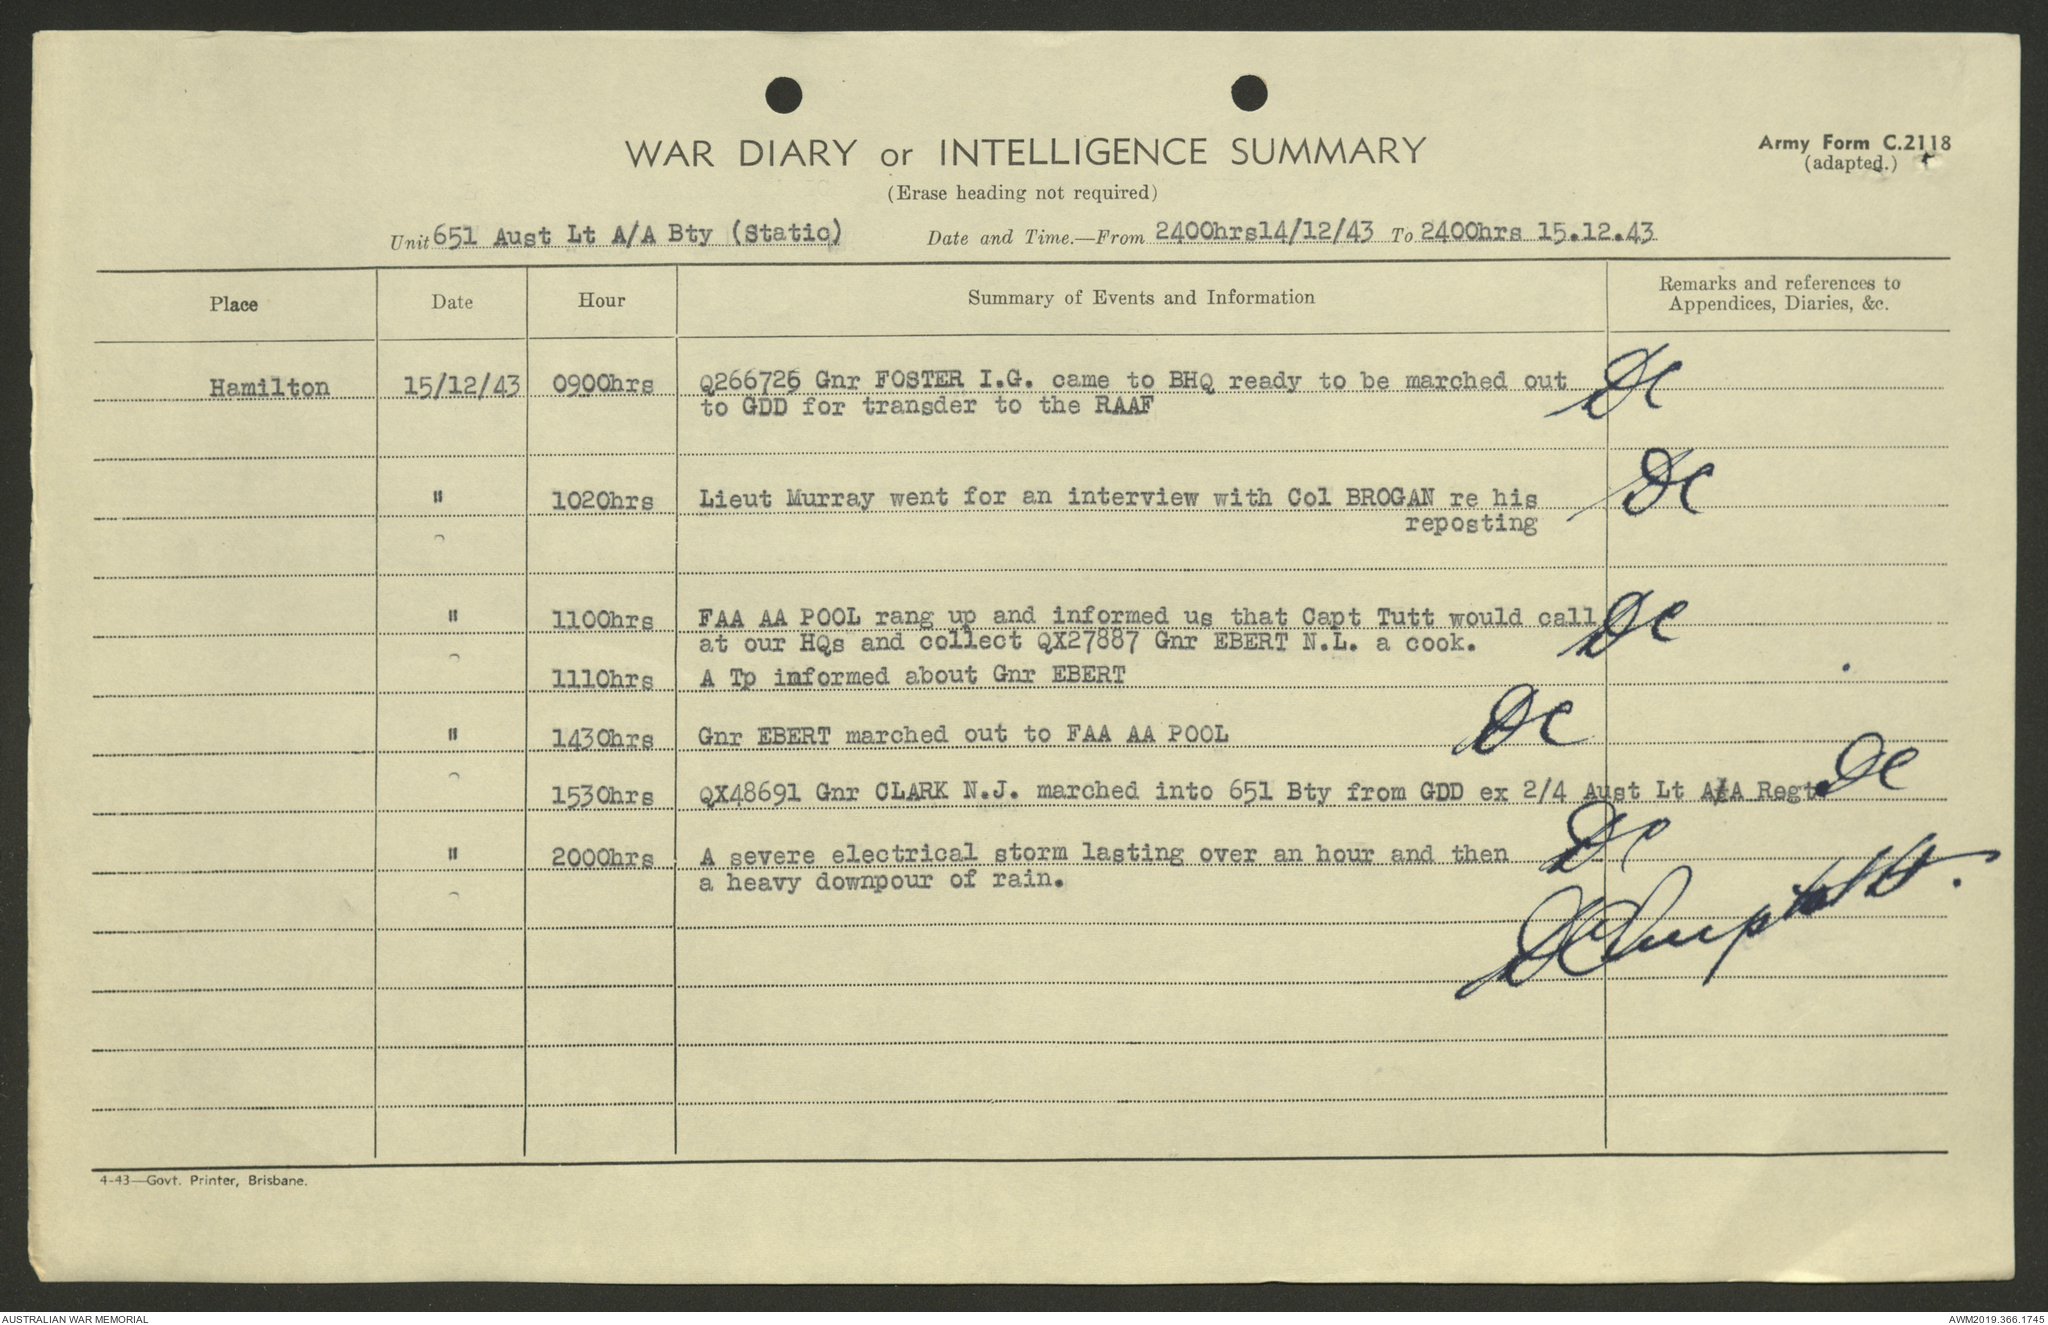 WAR DIARY or INTELLIGENCE SUMMARY
Army Form C.2118
(adapted.)
(Erase heading not required)
Unit 651 Aust Lt A/A Bty (Static) Date and Time.—From 2400hrs14/12/43 To 2400hrs 15.12.43
Place Date Hour Summary of Events and Information Remarks and references to
Appendices, Diaries, &c.
Hamilton 15/12/43 0900hrs Q266726 Gnr FOSTER I.G. came to BHQ ready to be marched out DC
to GDD for transder to the RAAF
" 1020hrs Lieut Murray went for an interview with Col BROGAN re his DC
reposting
" 1100hrs FAA AA POOL rang up and informed us that Capt Tutt would call DC
at our HQs and collect QX27887 Gnr EBERT N.L. a cook.
1110hrs A Tp informed about Gnr EBERT
" 1430hrs Gnr EBERT marched out to FAA AA POOL DC
1530hrs QX48691 Gnr CLARK N.J. marched into 651 Bty from GDD ex 2/4 Aust Lt A/A Regt. DC
" 2000hrs A severe electrical storm lasting over an hour and then DC
a heavy downpour of rain.
4-43—Govt. Printer, Brisbane.
AUSTRALIAN WAR MEMORIAL
AWM2019.366.1745